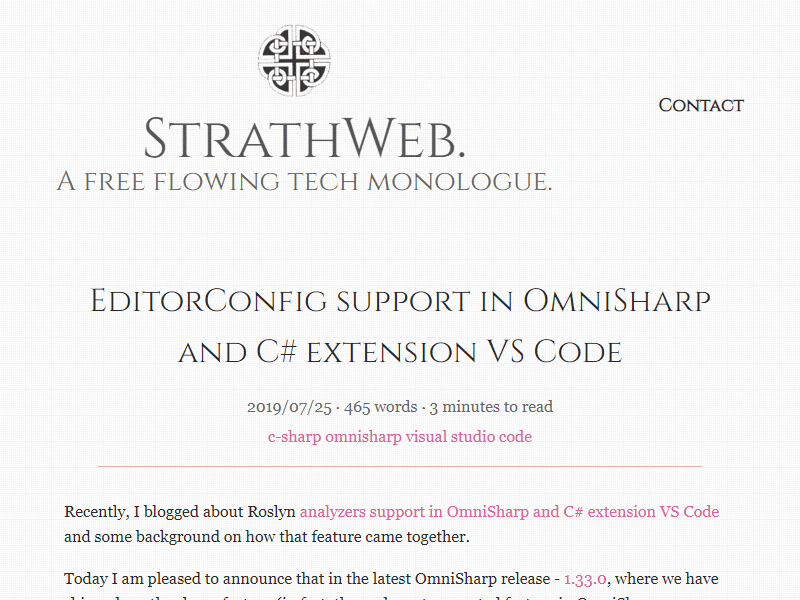 Contact
StrathWeb.
A free flowing tech monologue.
EditorConfig support in OmniSharp
and C# extension VS Code
2019/07/25 · 465 words · 3 minutes to read
c-sharp omnisharp visual studio code
Recently, I blogged about Roslyn analyzers support in OmniSharp and C# extension VS Code
and some background on how that feature came together.
Today I am pleased to announce that in the latest OmniSharp release - 1.33.0, where we have